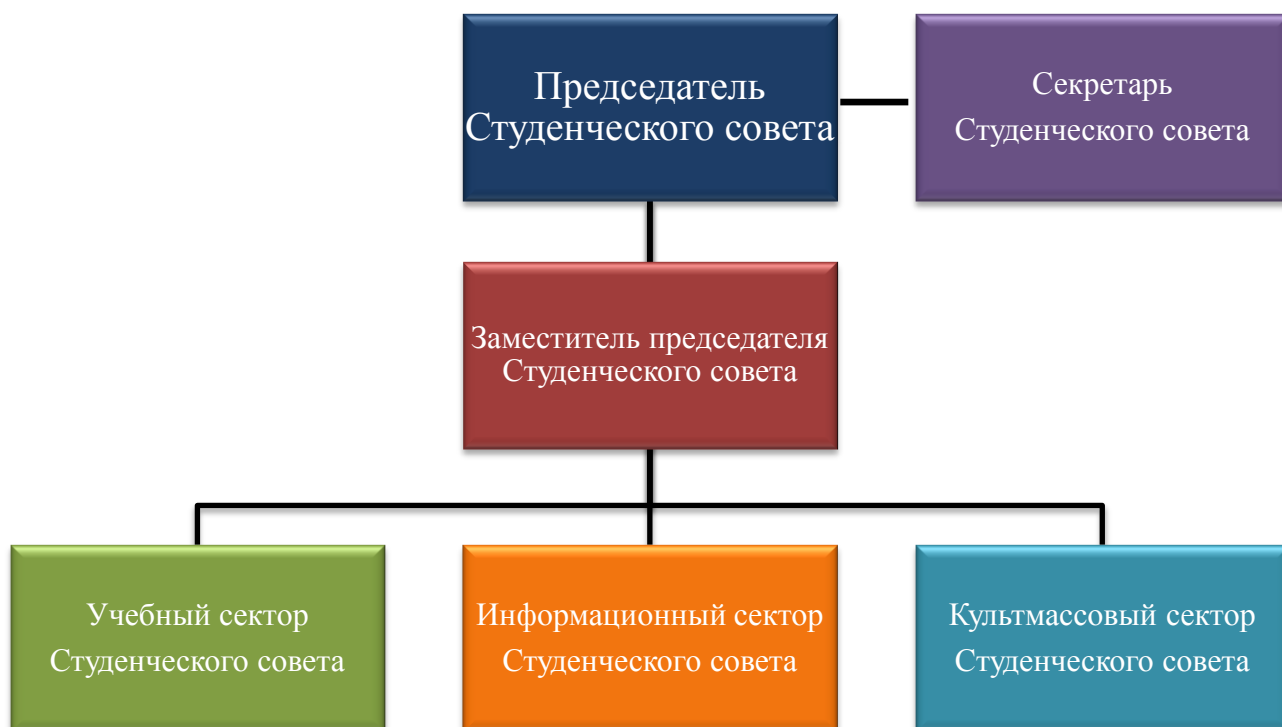 Председатель
Студенческого совета
Секретарь
Студенческого совета
Заместитель председателя
Студенческого совета
Учебный сектор
Студенческого совета
Информационный сектор
Студенческого совета
Культмассовый сектор
Студенческого совета